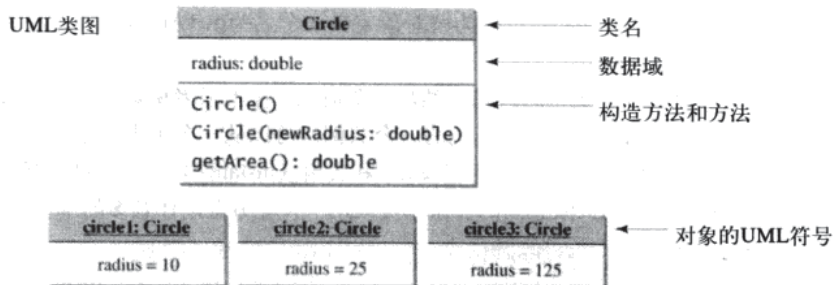 UML类图
Circle
类名
radius: double
数据域
Circle()
构造方法和方法
Circle(newRadius: double)
getArea(): double
circle1: Circle
circle2: Circle
circle3: Circle
对象的UML符号
radius = 10
radius = 25
radius = 125